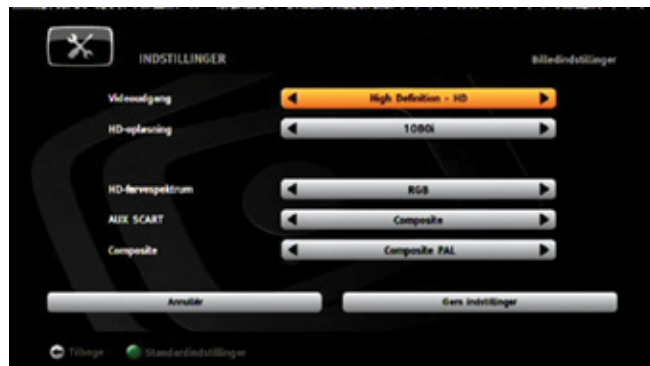 INDSTILLINGER
Billedindstillinger
Videoudgang High Definition - HD
HD-opløsning 1080i
HD-farvespektrum RGB
AUX SCART Composite
Composite Composite PAL
Annullér Gem indstillinger
Tilbage Standardindstillinger